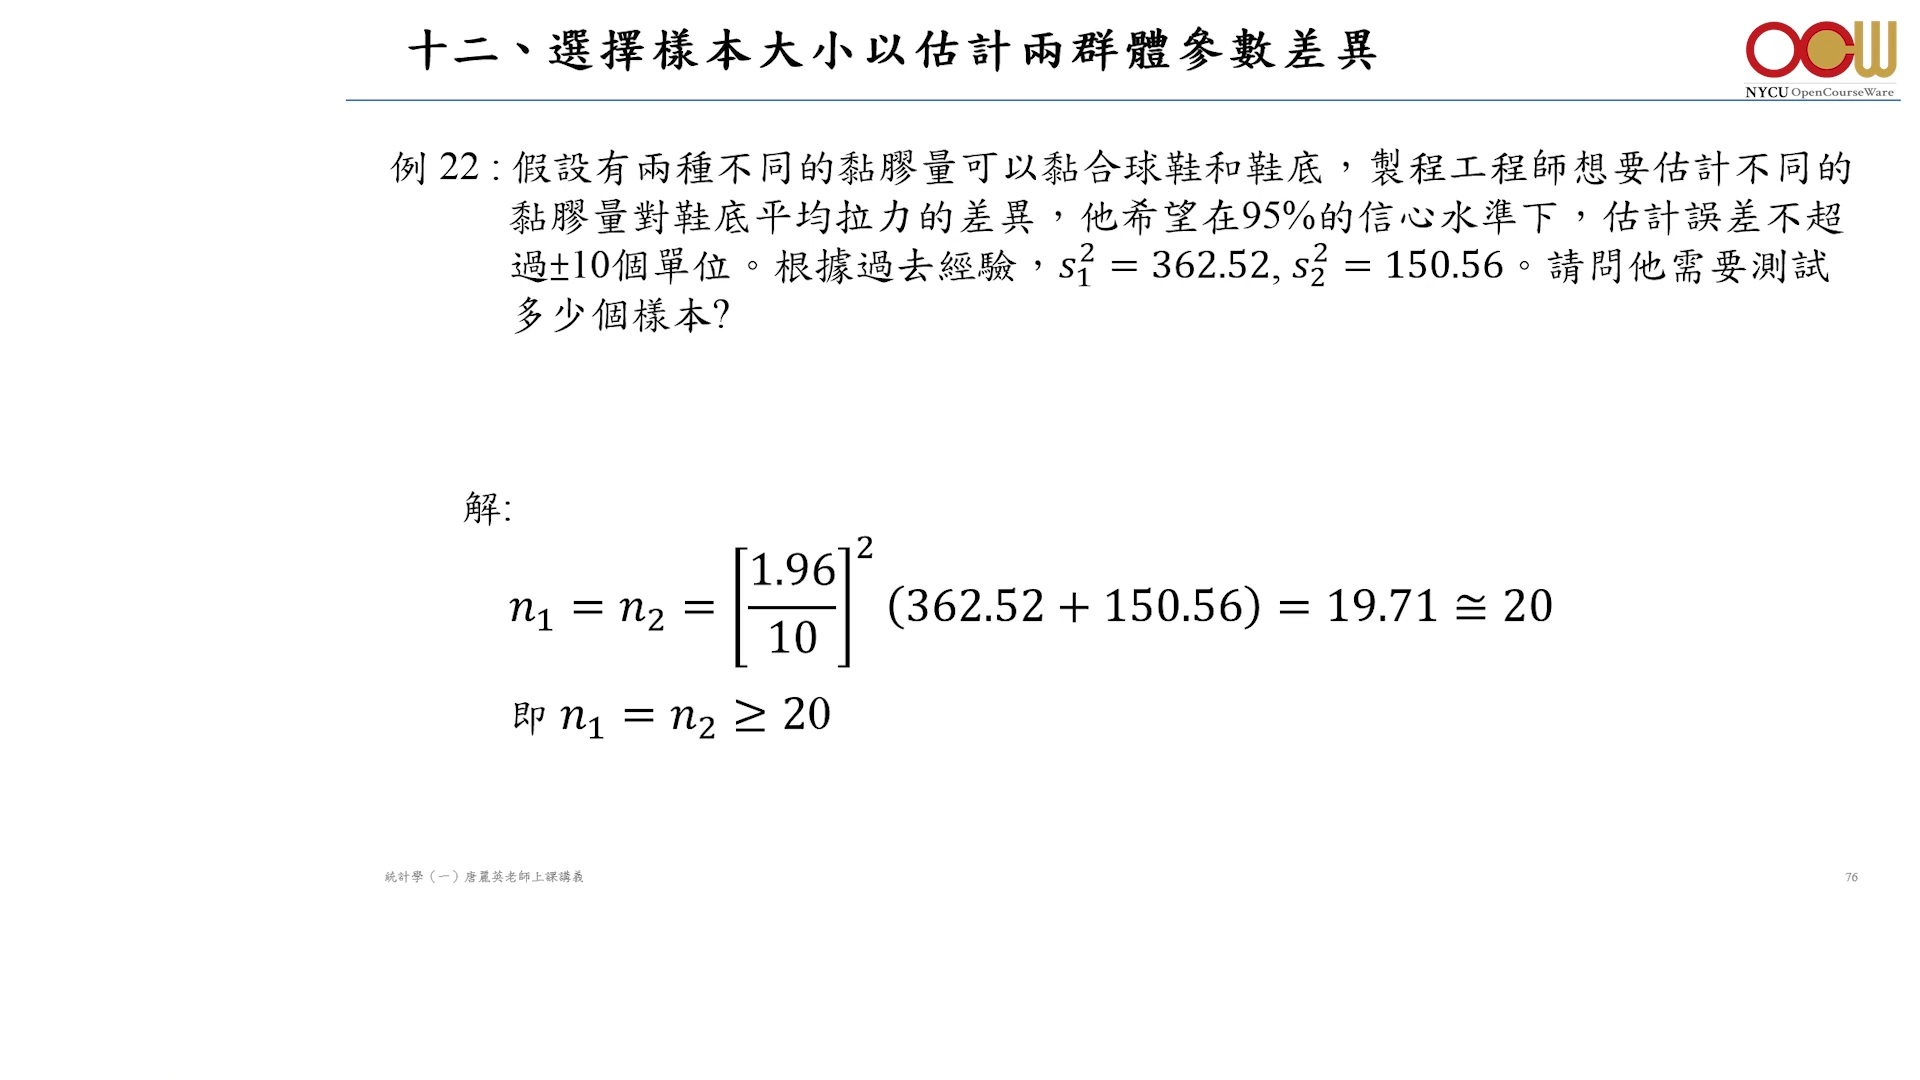 十二、選擇樣本大小以估計兩群體參數差異
OCW
NYCU OpenCourseWare
例 22 : 假設有兩種不同的黏膠量可以黏合球鞋和鞋底，製程工程師想要估計不同的
黏膠量對鞋底平均拉力的差異，他希望在95%的信心水準下，估計誤差不超
過±10個單位。根據過去經驗，$s_1^2 = 362.52, s_2^2 = 150.56$。請問他需要測試
多少個樣本?
解:
$n_1 = n_2 = \left[\frac{1.96}{10}\right]^2 (362.52 + 150.56) = 19.71 \cong 20$
即 $n_1 = n_2 \geq 20$
統計學（一）唐麗英老師上課講義
76